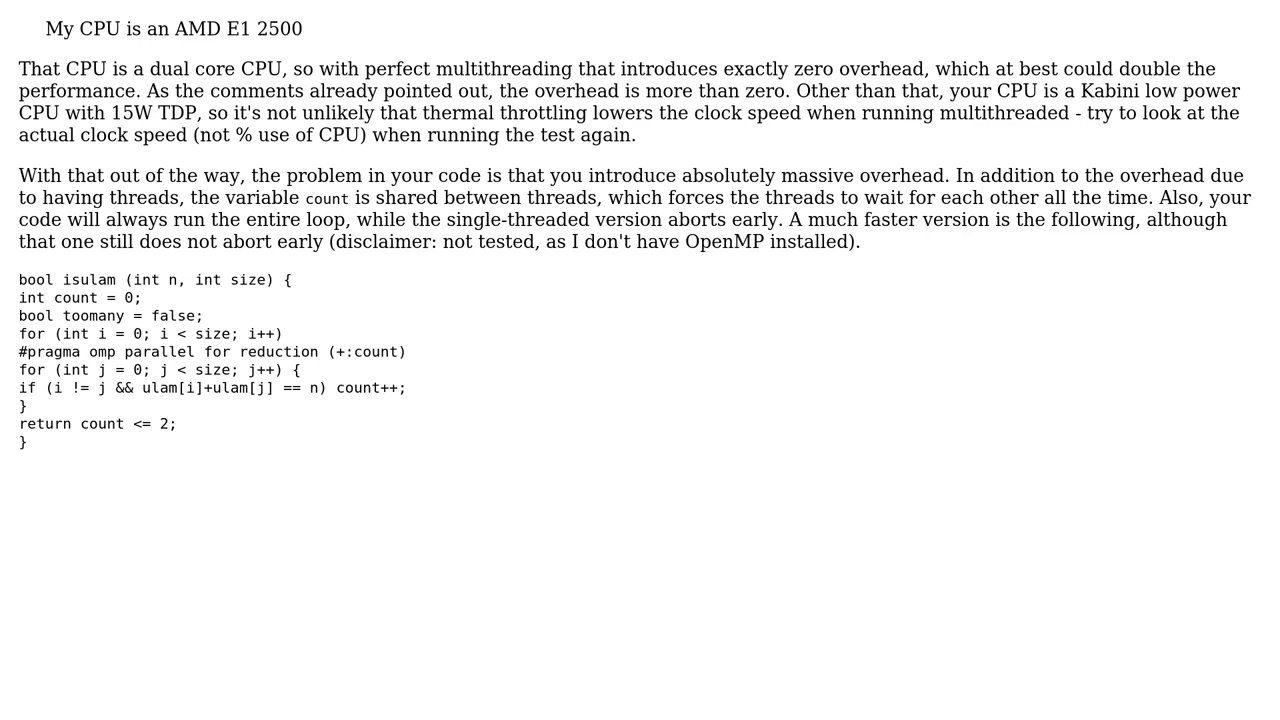 My CPU is an AMD E1 2500
That CPU is a dual core CPU, so with perfect multithreading that introduces exactly zero overhead, which at best could double the
performance. As the comments already pointed out, the overhead is more than zero. Other than that, your CPU is a Kabini low power
CPU with 15W TDP, so it's not unlikely that thermal throttling lowers the clock speed when running multithreaded - try to look at the
actual clock speed (not % use of CPU) when running the test again.
With that out of the way, the problem in your code is that you introduce absolutely massive overhead. In addition to the overhead due
to having threads, the variable count is shared between threads, which forces the threads to wait for each other all the time. Also, your
code will always run the entire loop, while the single-threaded version aborts early. A much faster version is the following, although
that one still does not abort early (disclaimer: not tested, as I don't have OpenMP installed).
bool isulam (int n, int size) {
int count = 0;
bool toomany = false;
for (int i = 0; i < size; i++)
#pragma omp parallel for reduction (+:count)
for (int j = 0; j < size; j++) {
if (i != j && ulam[i]+ulam[j] == n) count++;
}
return count <= 2;
}